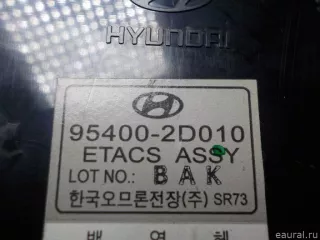 HYUNDAI
95400-2D010
ETACS ASSY
LOT NO.: B A K
한국오므론전장(주) SR73
eaural.ru